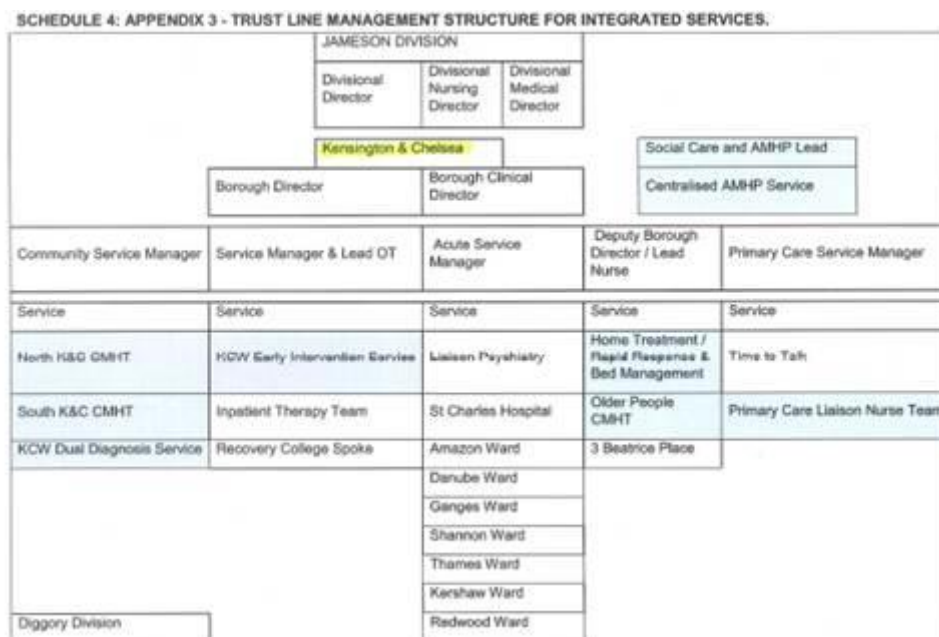 SCHEDULE 4: APPENDIX 3 - TRUST LINE MANAGEMENT STRUCTURE FOR INTEGRATED SERVICES.
JAMESON DIVISION
Divisional
Director
Divisional
Nursing
Director
Divisional
Medical
Director
Kensington & Chelsea
Social Care and AMHP Lead
Borough Director
Borough Clinical
Director
Centralised AMHP Service
Community Service Manager
Service Manager & Lead OT
Acute Service
Manager
Deputy Borough
Director / Lead
Nurse
Primary Care Service Manager
Service
Service
Service
Service
Service
North K&C CMHT
KCW Early Intervention Service
Liaison Psychiatry
Home Treatment /
Rapid Response &
Bed Management
Time to Talk
South K&C CMHT
Inpatient Therapy Team
St Charles Hospital
Older People
CMHT
Primary Care Liaison Nurse Team
KCW Dual Diagnosis Service
Recovery College Spoke
Amazon Ward
3 Beatrice Place
Danube Ward
Ganges Ward
Shannon Ward
Thames Ward
Kershaw Ward
Diggory Division
Redwood Ward